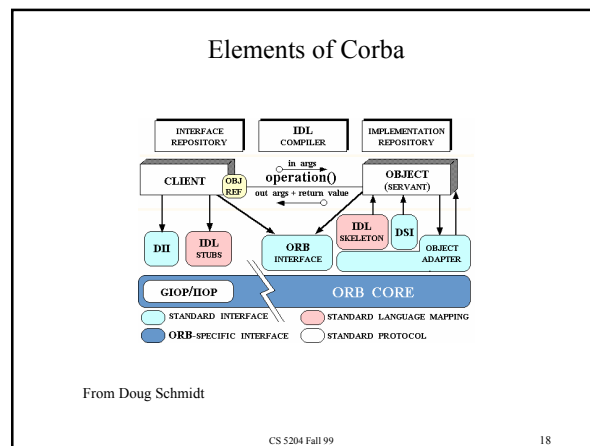 Elements of Corba
INTERFACE REPOSITORY
IDL COMPILER
IMPLEMENTATION REPOSITORY
in args
operation()
out args + return value
CLIENT
OBJ REF
OBJECT (SERVANT)
DII
IDL STUBS
ORB INTERFACE
IDL SKELETON
DSI
OBJECT ADAPTER
GIOP/IIOP
ORB CORE
STANDARD INTERFACE
STANDARD LANGUAGE MAPPING
ORB-SPECIFIC INTERFACE
STANDARD PROTOCOL
From Doug Schmidt
CS 5204 Fall 99
18